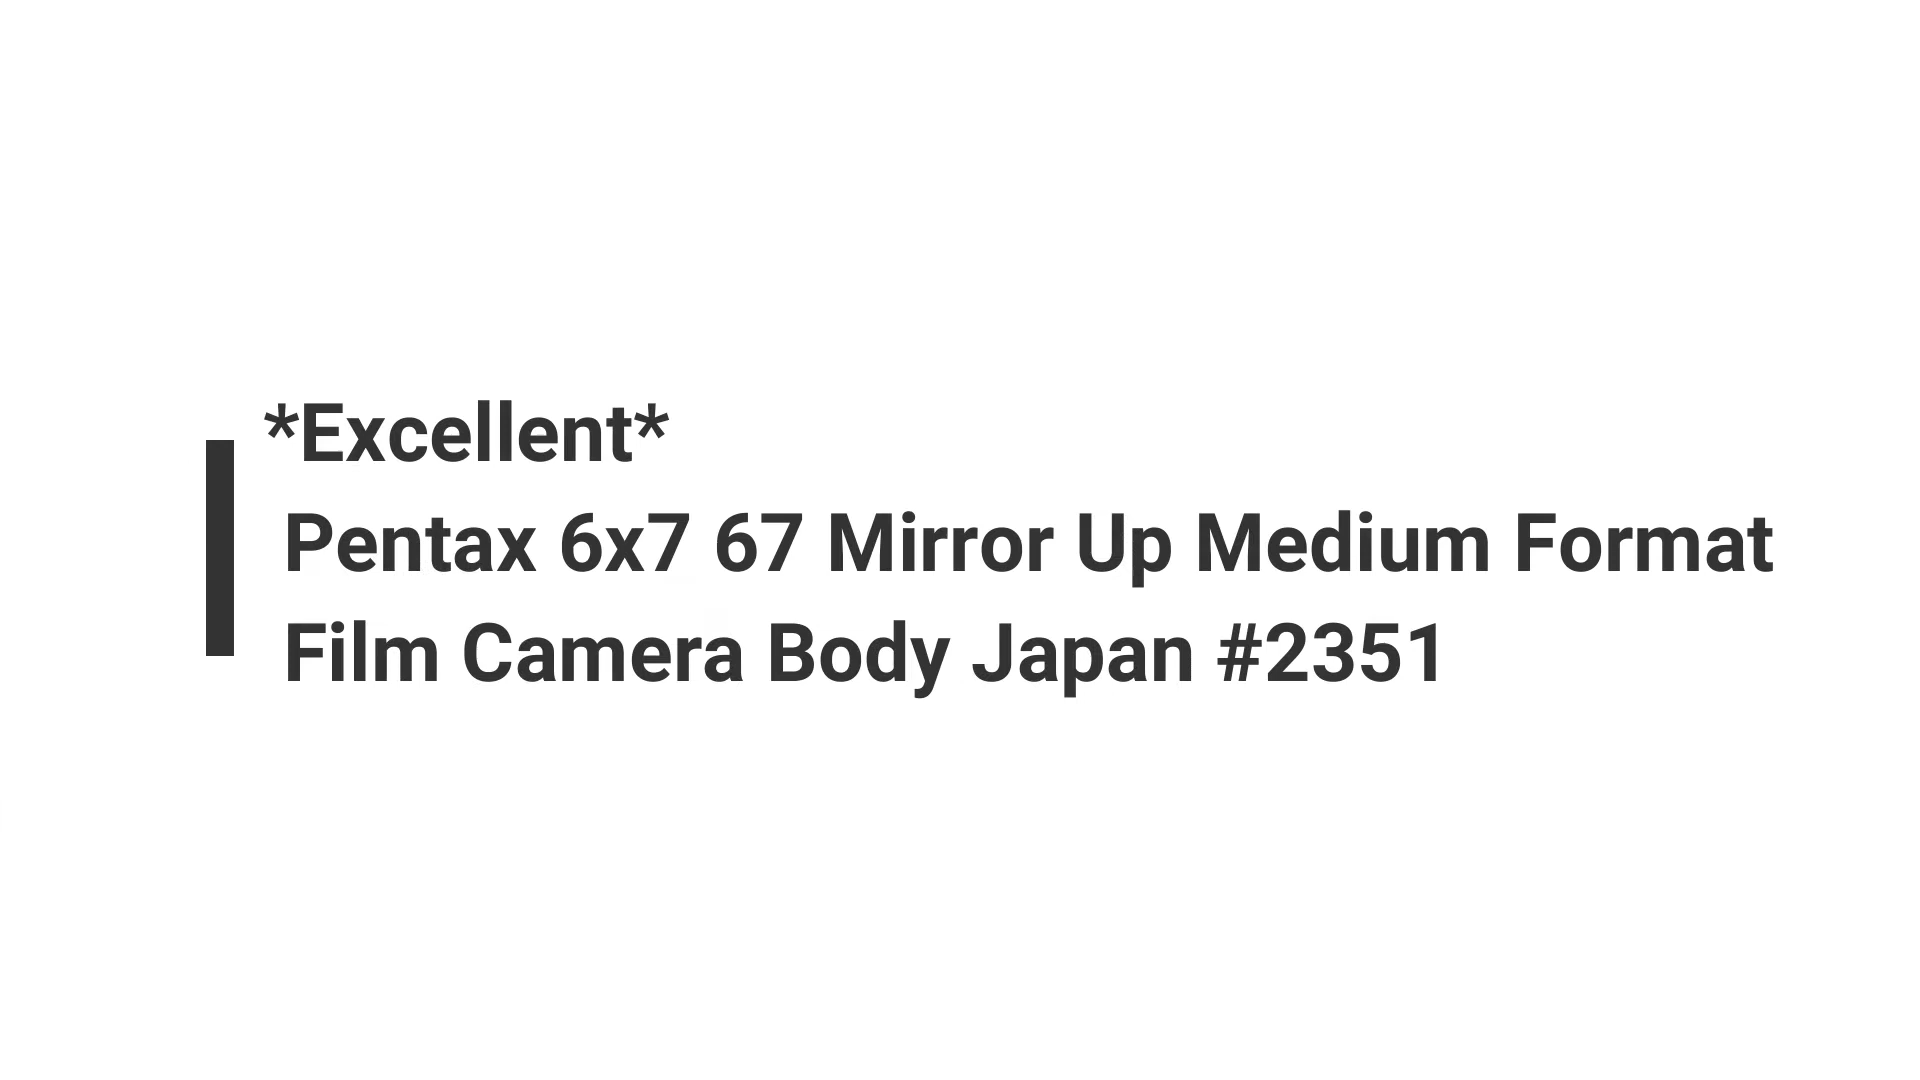 *Excellent*
Pentax 6x7 67 Mirror Up Medium Format
Film Camera Body Japan #2351